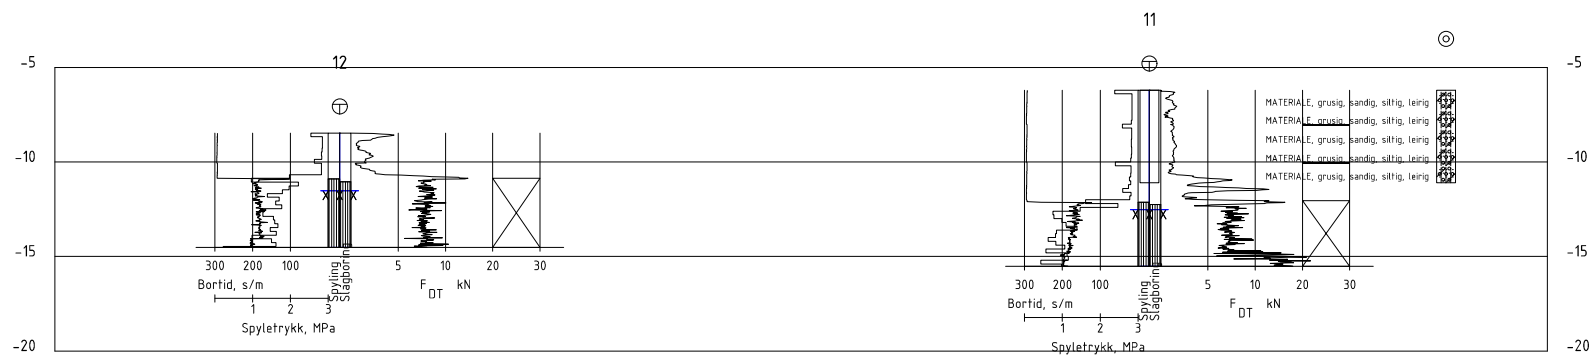 11
12
-5 -5
MATERIALE, grusig, sandig, siltig, leirig
MATERIALE, grusig, sandig, siltig, leirig
MATERIALE, grusig, sandig, siltig, leirig
-10 -10
MATERIALE, grusig, sandig, siltig, leirig
MATERIALE, grusig, sandig, siltig, leirig
X X X
X X X
-15 -15
300 200 100 5 10 20 30
Bortid, s/m
Spyling
Slagboring
F DT kN
1 2 3
Spyletrykk, MPa
300 200 100 5 10 20 30
Bortid, s/m
Spyling
Slagboring
F DT kN
1 2 3
Spyletrykk, MPa
-20 -20